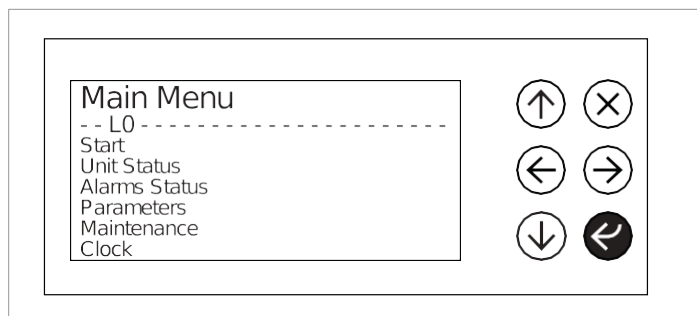 Main Menu
-- L0 ----------------------
Start
Unit Status
Alarms Status
Parameters
Maintenance
Clock